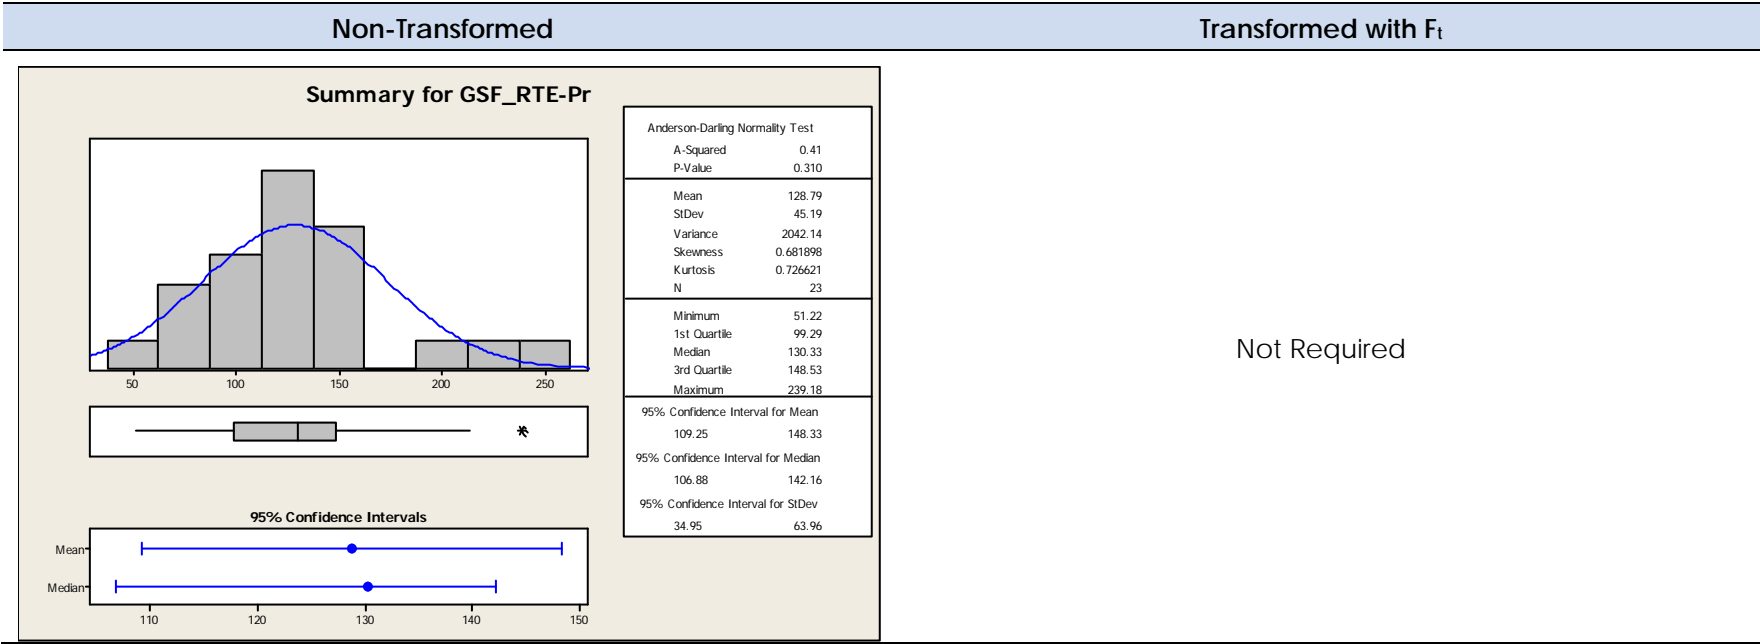 Non-Transformed
Transformed with Ft
Summary for GSF_RTE-Pr
50 100 150 200 250
95% Confidence Intervals
Mean
Median
110 120 130 140 150
Anderson-Darling Normality Test
A-Squared 0.41
P-Value 0.310
Mean 128.79
StDev 45.19
Variance 2042.14
Skewness 0.681898
Kurtosis 0.726621
N 23
Minimum 51.22
1st Quartile 99.29
Median 130.33
3rd Quartile 148.53
Maximum 239.18
95% Confidence Interval for Mean
109.25 148.33
95% Confidence Interval for Median
106.88 142.16
95% Confidence Interval for StDev
34.95 63.96
Not Required